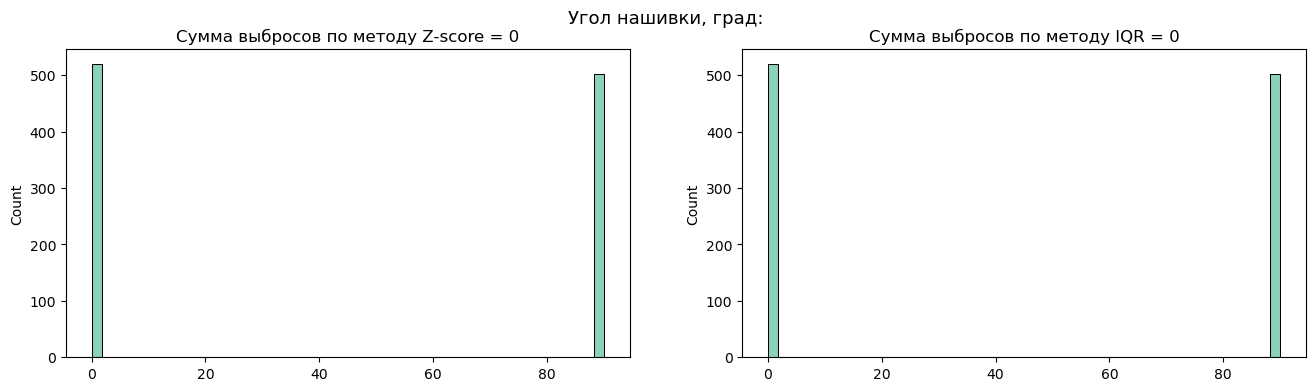 Угол нашивки, град:
Сумма выбросов по методу Z-score = 0
Count
500
400
300
200
100
0
0 20 40 60 80
Сумма выбросов по методу IQR = 0
Count
500
400
300
200
100
0
0 20 40 60 80